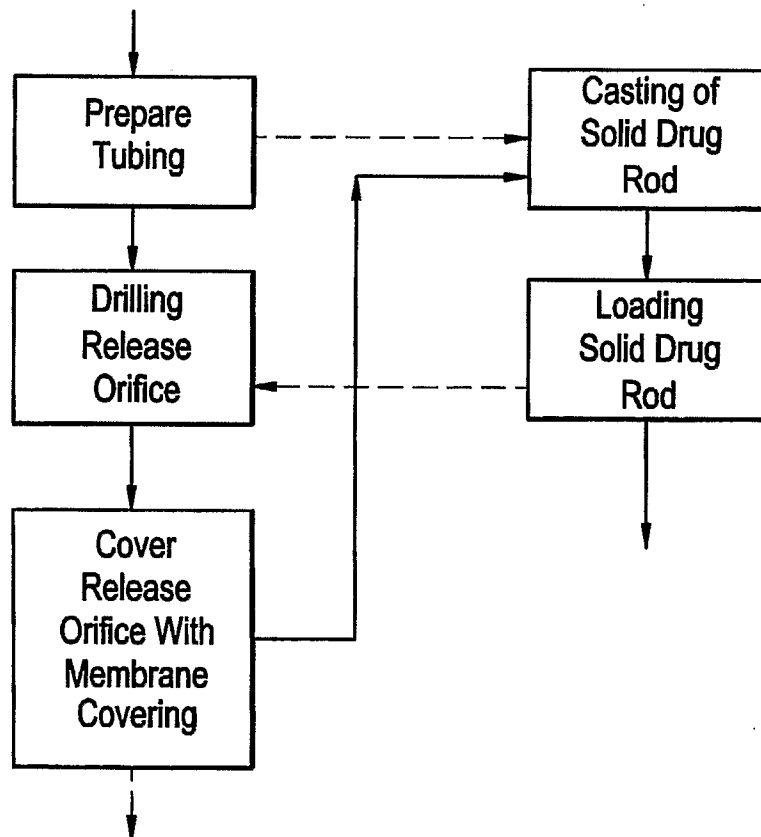 Prepare
Tubing
Drilling
Release
Orifice
Cover
Release
Orifice With
Membrane
Covering
Casting of
Solid Drug
Rod
Loading
Solid Drug
Rod